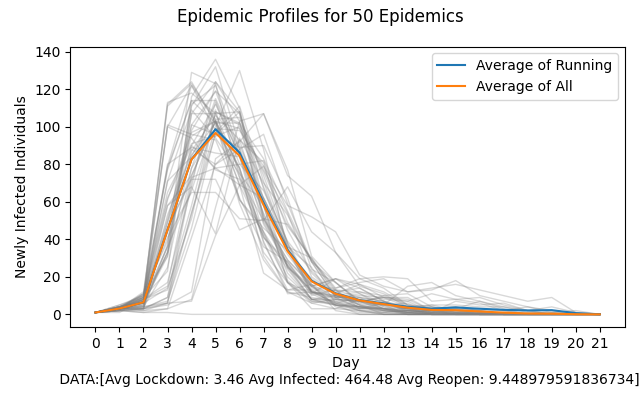 Epidemic Profiles for 50 Epidemics
140
120
100
80
60
40
20
0
Newly Infected Individuals
Average of Running
Average of All
0 1 2 3 4 5 6 7 8 9 10 11 12 13 14 15 16 17 18 19 20 21
Day
DATA:[Avg Lockdown: 3.46 Avg Infected: 464.48 Avg Reopen: 9.448979591836734]